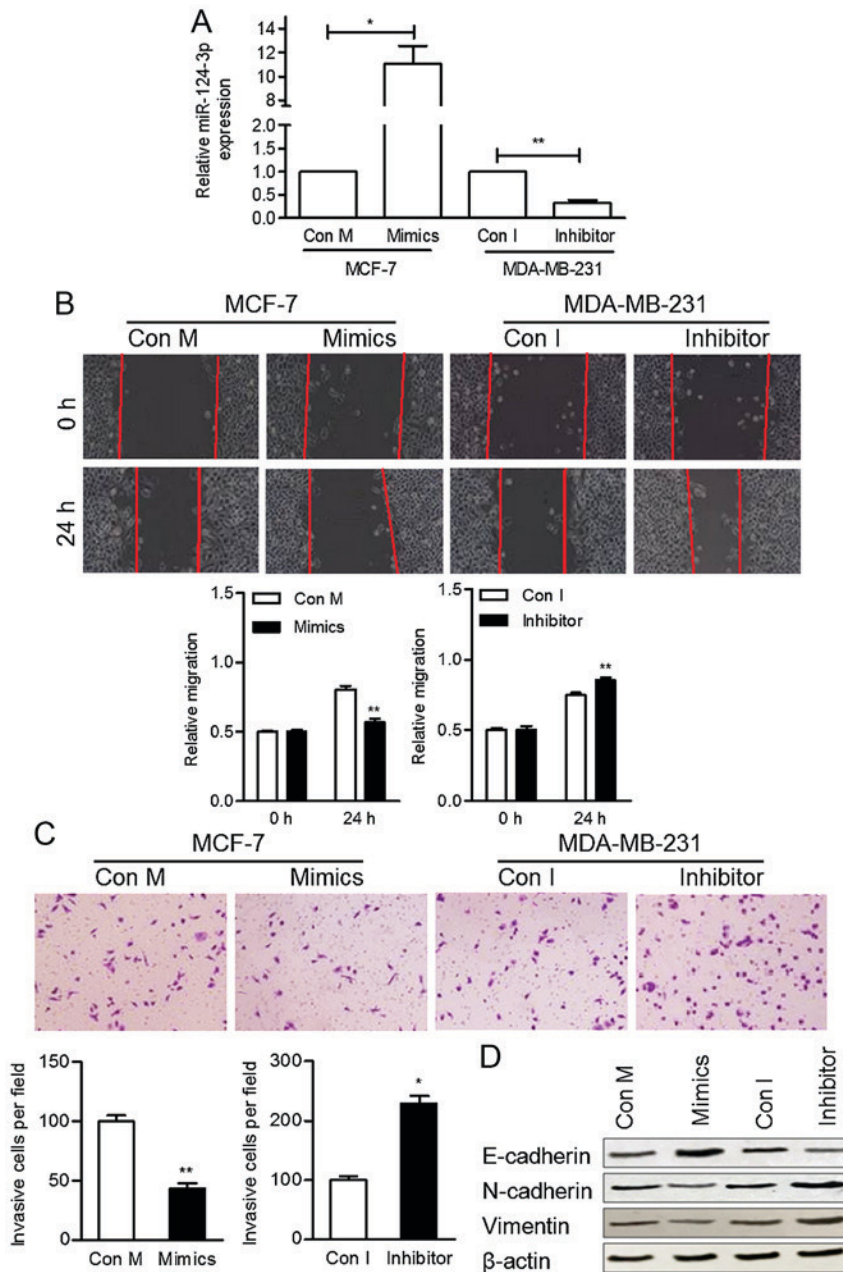 A
Relative miR-124-3p
expression
14
12
10
8
6
2.0
1.5
1.0
0.5
0.0
*
**
Con M
Mimics
Con I
Inhibitor
MCF-7
MDA-MB-231
B
MCF-7
MDA-MB-231
Con M
Mimics
Con I
Inhibitor
0 h
24 h
Relative migration
1.5
1.0
0.5
0.0
Con M
Mimics
**
0 h
24 h
Relative migration
1.5
1.0
0.5
0.0
Con I
Inhibitor
**
0 h
24 h
C
MCF-7
MDA-MB-231
Con M
Mimics
Con I
Inhibitor
Invasive cells per field
150
100
50
0
**
Con M
Mimics
Invasive cells per field
300
200
100
0
*
Con I
Inhibitor
D
Con M
Mimics
Con I
Inhibitor
E-cadherin
N-cadherin
Vimentin
β-actin